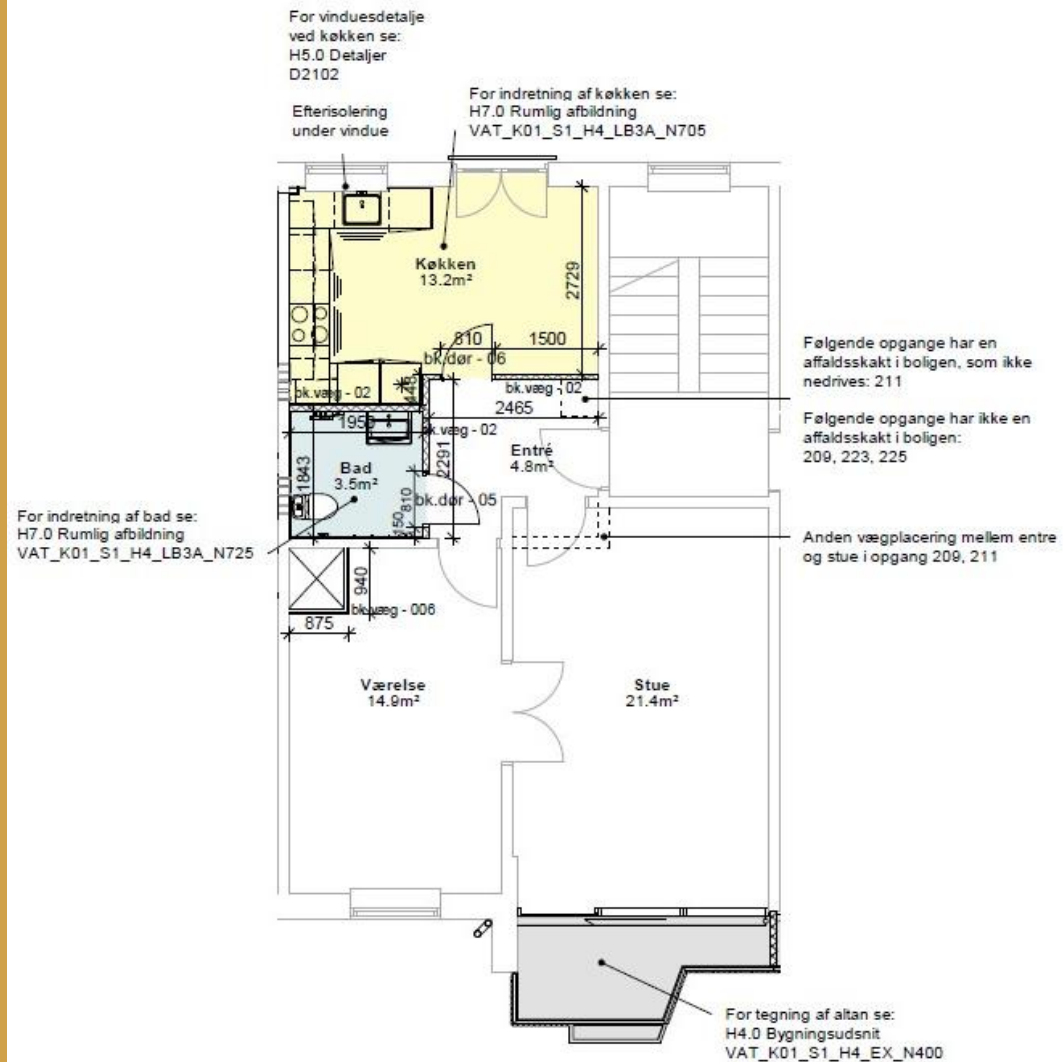 For vinduesdetalje
ved køkken se:
H5.0 Detaljer
D2102
Efterisolering
under vindue
For indretning af køkken se:
H7.0 Rumlig afbildning
VAT_K01_S1_H4_LB3A_N705
Køkken
13.2m²
2729
810
1500
bk.dør - 06
448
bk.væg - 02
bk.væg - 02
2465
1950
bk.væg - 02
Entré
4.8m²
2291
1843
Bad
3.5m²
bk.dør - 05
810
150
Følgende opgange har en
affaldsskakt i boligen, som ikke
nedrives: 211
Følgende opgange har ikke en
affaldsskakt i boligen:
209, 223, 225
For indretning af bad se:
H7.0 Rumlig afbildning
VAT_K01_S1_H4_LB3A_N725
Anden vægplacering mellem entre
og stue i opgang 209, 211
940
bk.væg - 006
875
Værelse
14.9m²
Stue
21.4m²
For tegning af altan se:
H4.0 Bygningsudsnit
VAT_K01_S1_H4_EX_N400